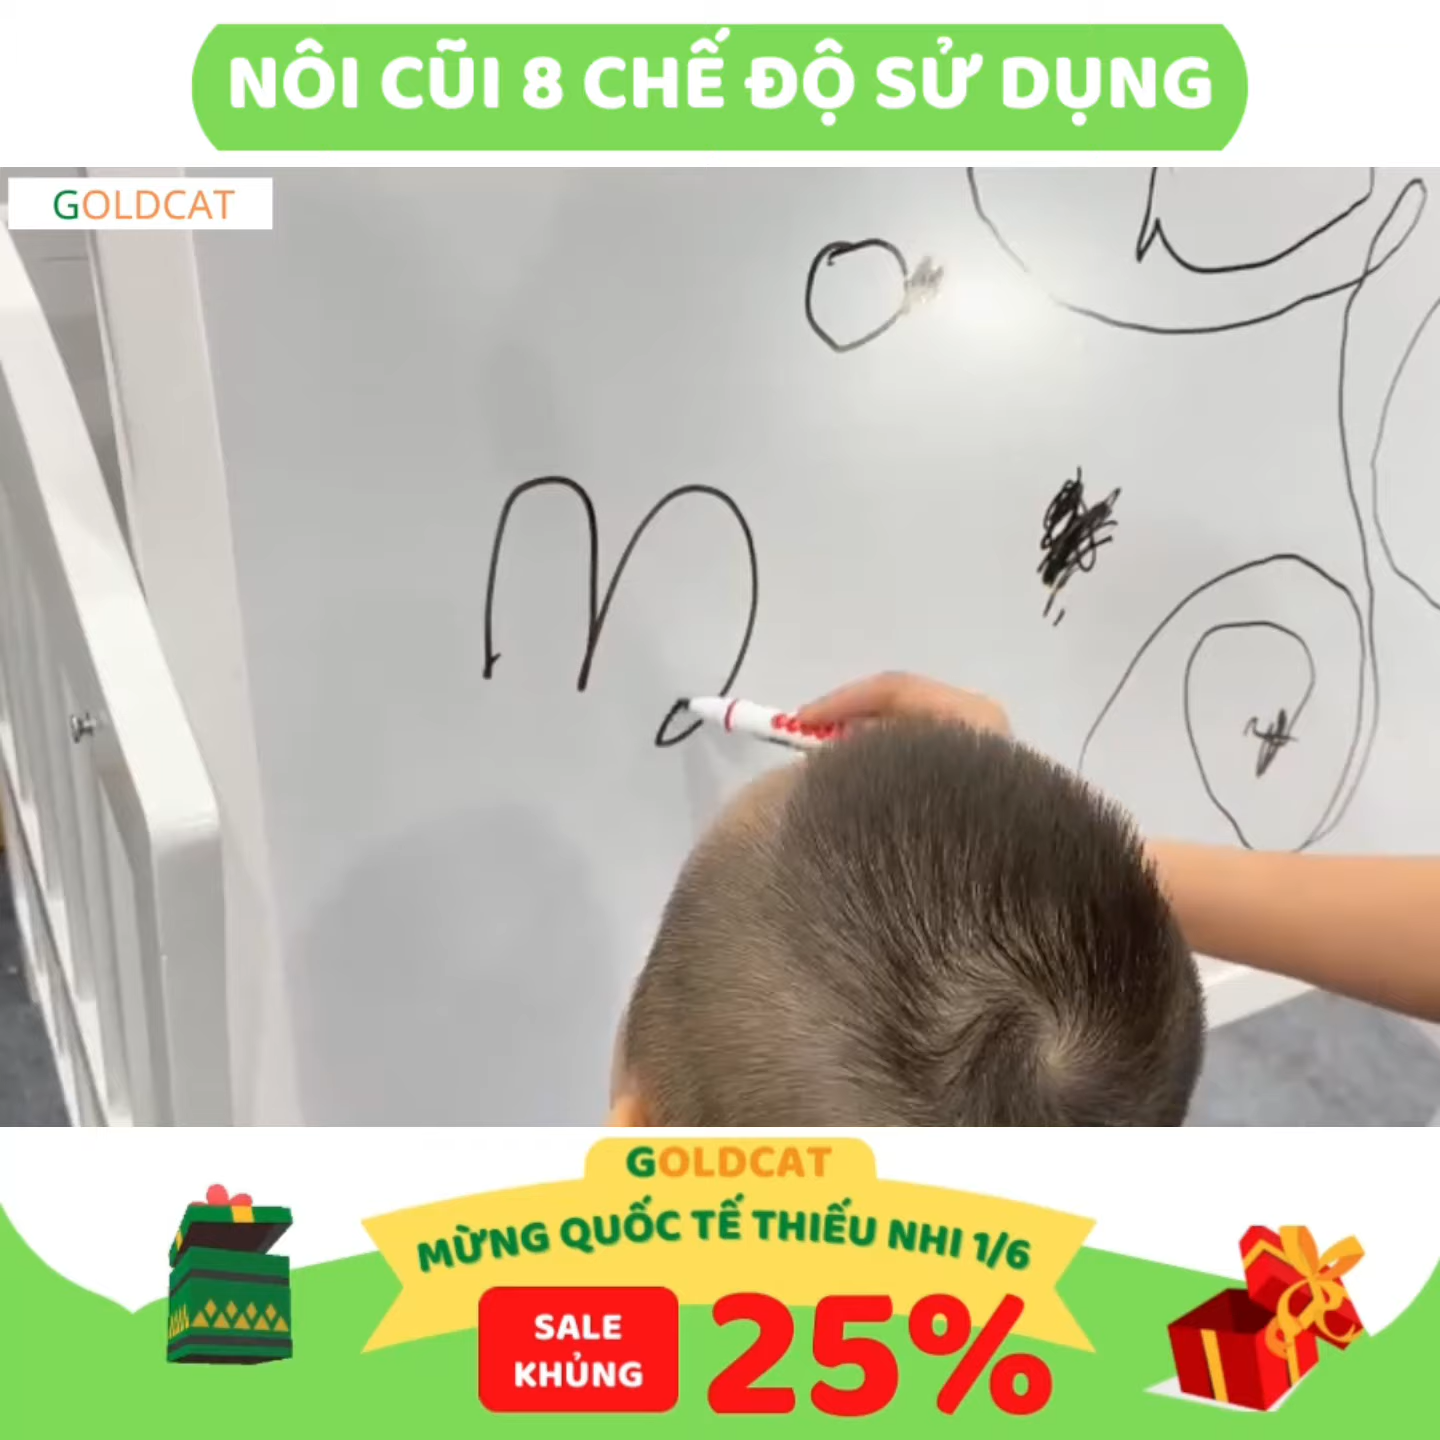 NÔI CŨI 8 CHẾ ĐỘ SỬ DỤNG
GOLDCAT
m
GOLDCAT
MỪNG QUỐC TẾ THIẾU NHI 1/6
SALE
KHỦNG
25%